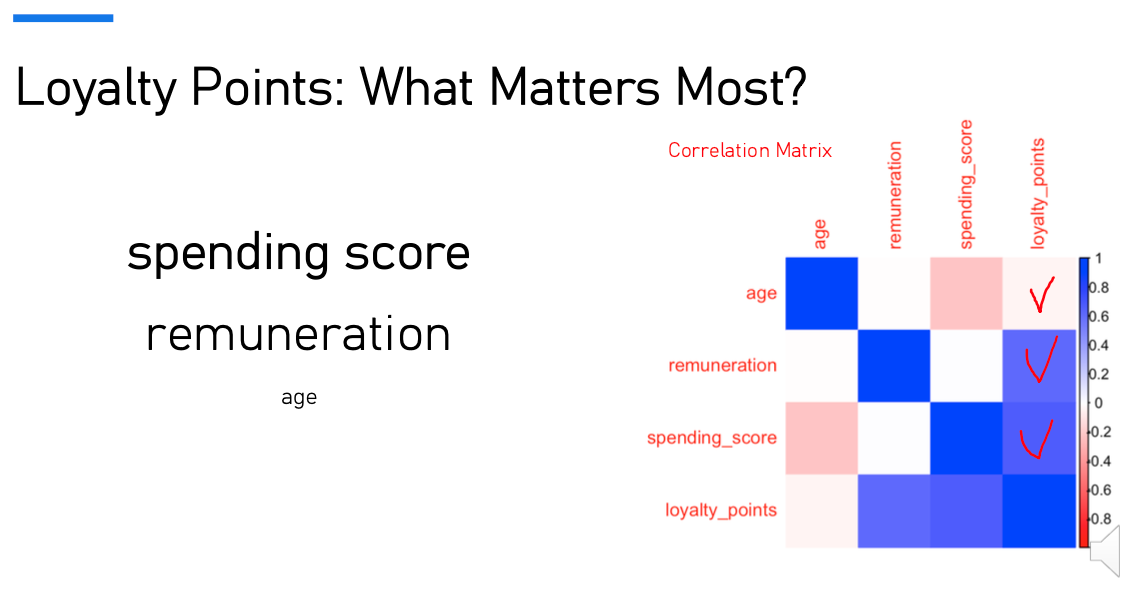 Loyalty Points: What Matters Most?
Correlation Matrix
spending score
remuneration
age
age
remuneration
spending_score
loyalty_points
age
remuneration
spending_score
loyalty_points
1
0.8
0.6
0.4
0.2
0
-0.2
-0.4
-0.6
-0.8